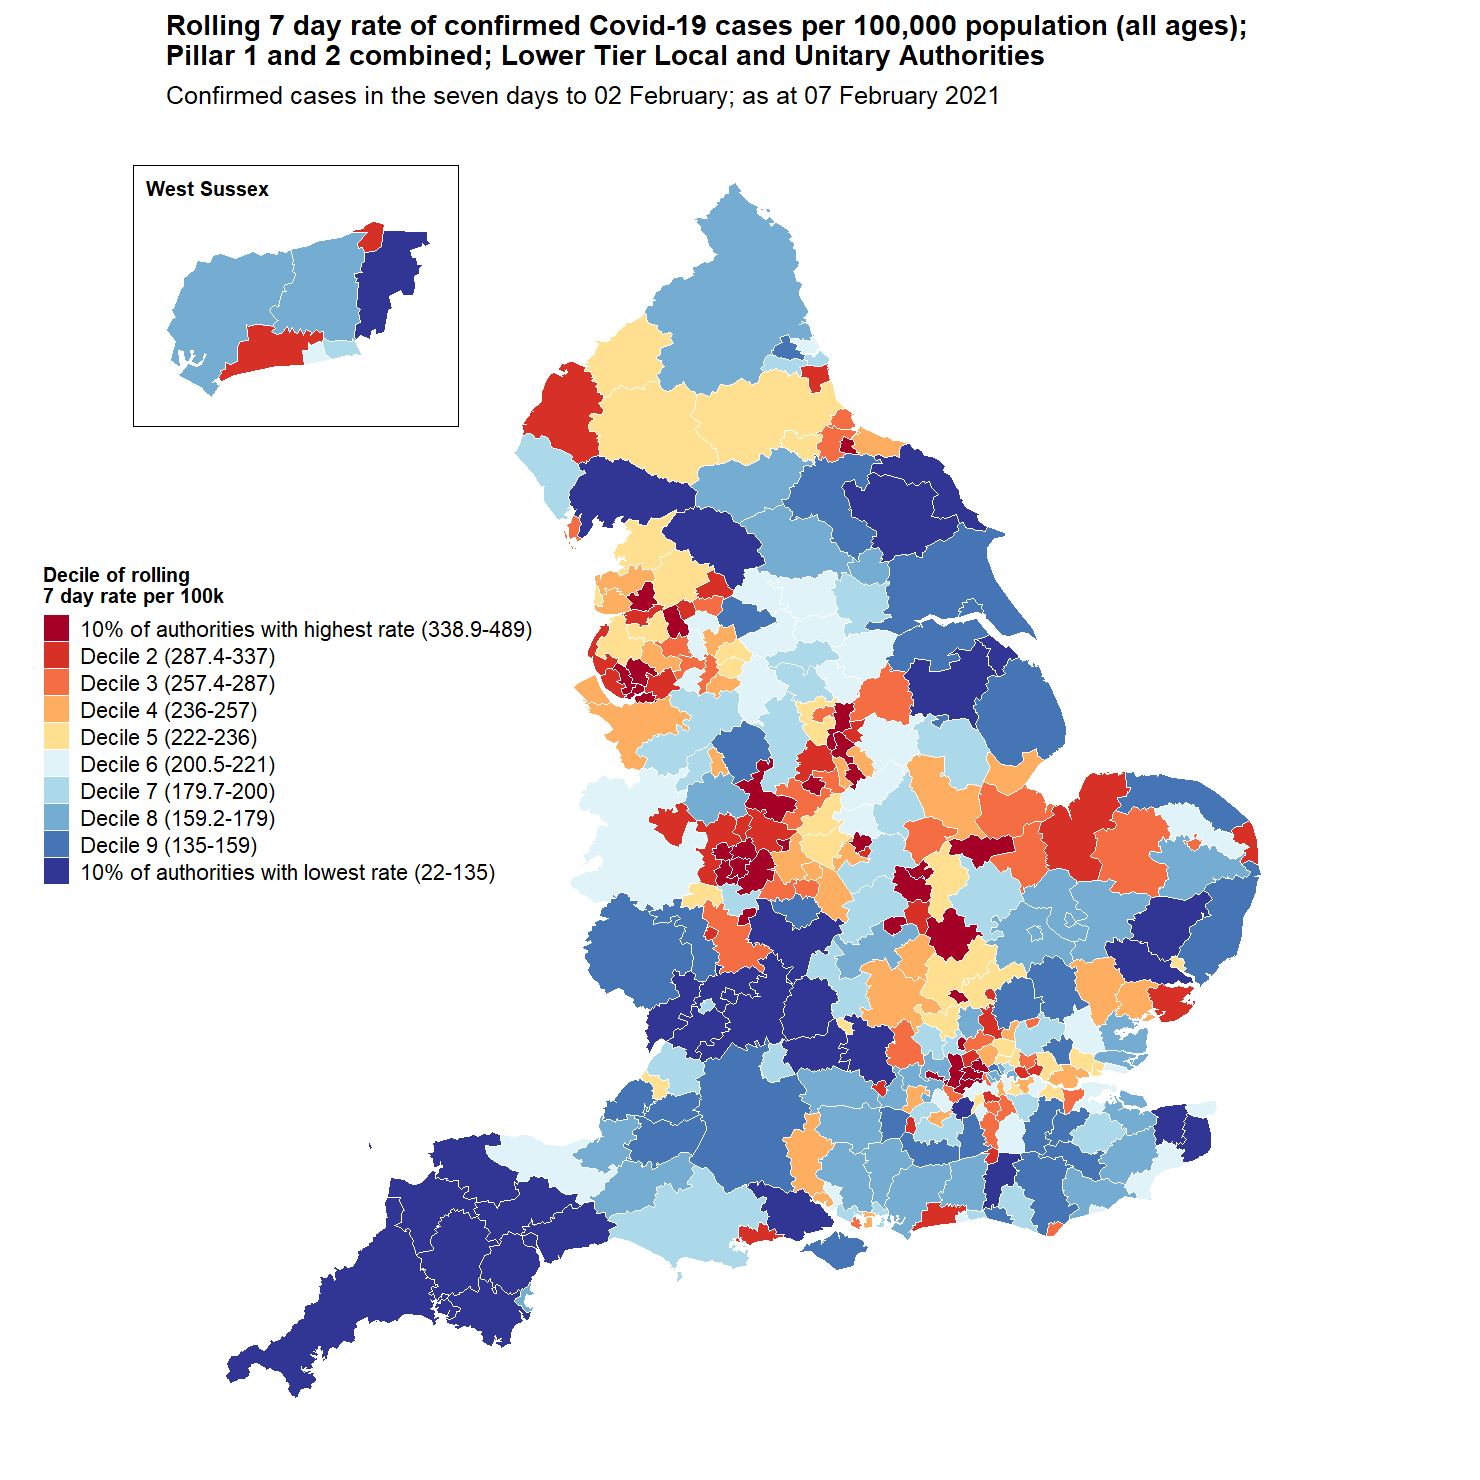 Rolling 7 day rate of confirmed Covid-19 cases per 100,000 population (all ages);
Pillar 1 and 2 combined; Lower Tier Local and Unitary Authorities
Confirmed cases in the seven days to 02 February; as at 07 February 2021
West Sussex
Decile of rolling
7 day rate per 100k
10% of authorities with highest rate (338.9-489)
Decile 2 (287.4-337)
Decile 3 (257.4-287)
Decile 4 (236-257)
Decile 5 (222-236)
Decile 6 (200.5-221)
Decile 7 (179.7-200)
Decile 8 (159.2-179)
Decile 9 (135-159)
10% of authorities with lowest rate (22-135)